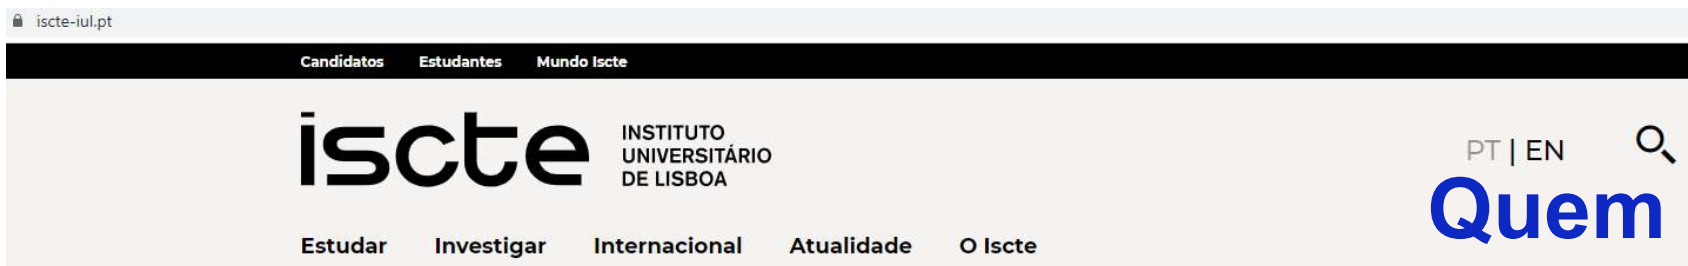 iscte-iul.pt
Candidatos Estudantes Mundo Iscte
iscte INSTITUTO
UNIVERSITÁRIO
DE LISBOA
PT | EN
Quem
Estudar Investigar Internacional Atualidade O Iscte